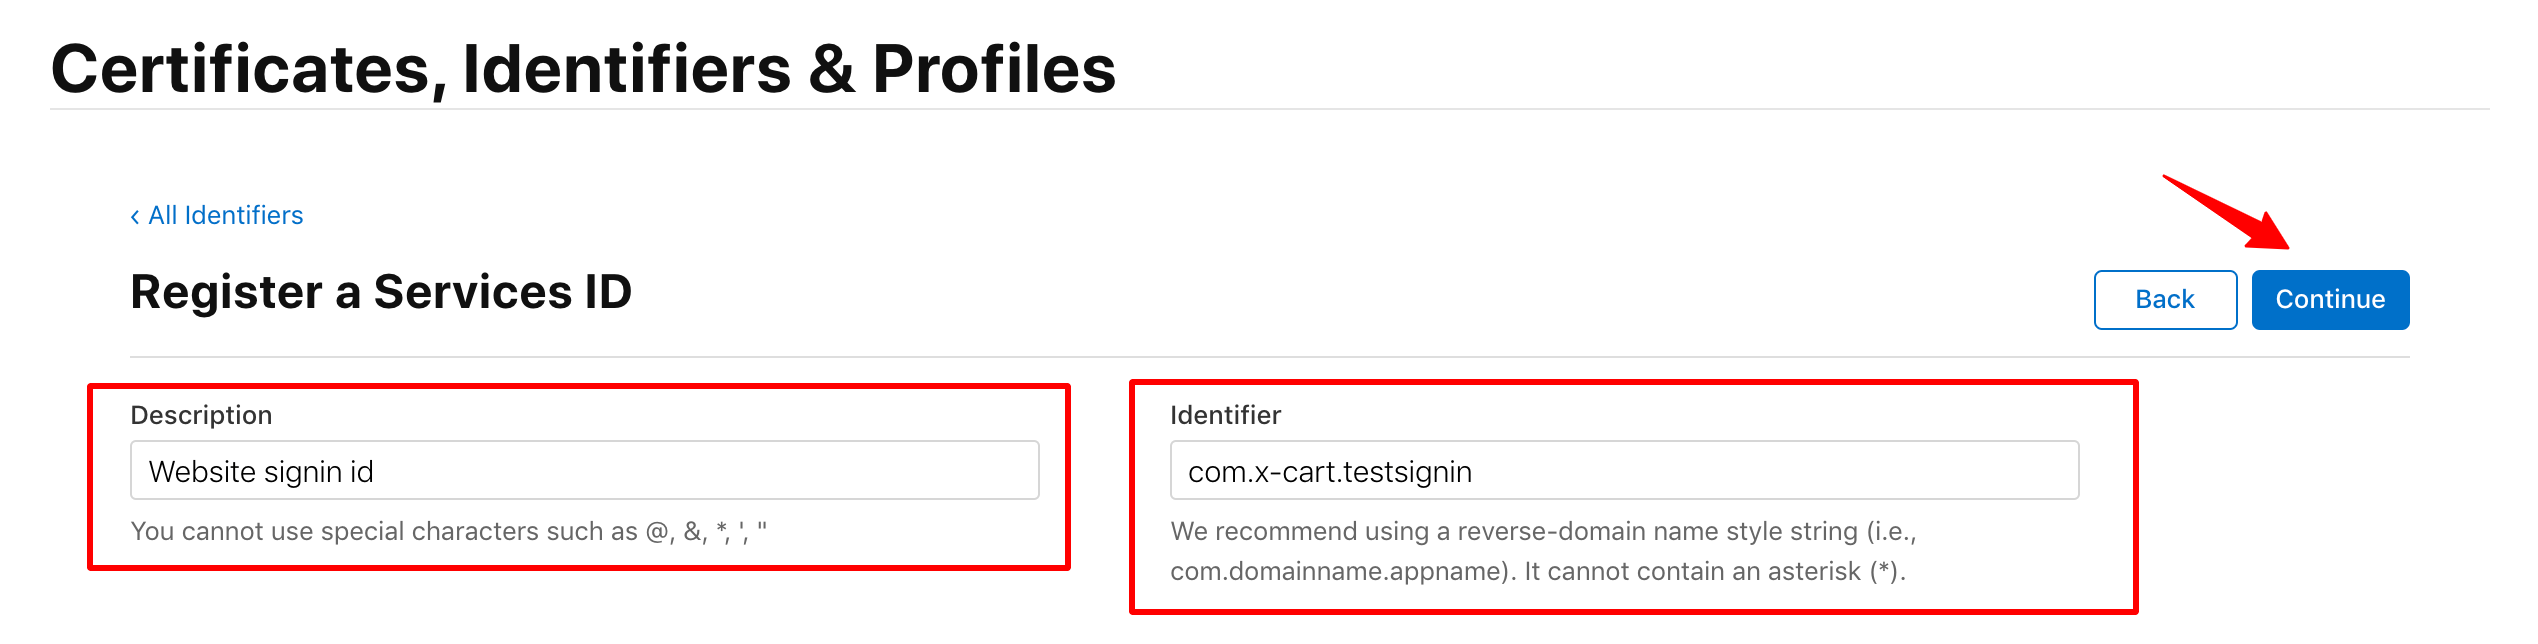 Certificates, Identifiers & Profiles
‹ All Identifiers
Register a Services ID
Back
Continue
Description
Website signin id
You cannot use special characters such as @, &, *, ', "
Identifier
com.x-cart.testsignin
We recommend using a reverse-domain name style string (i.e.,
com.domainname.appname). It cannot contain an asterisk (*).